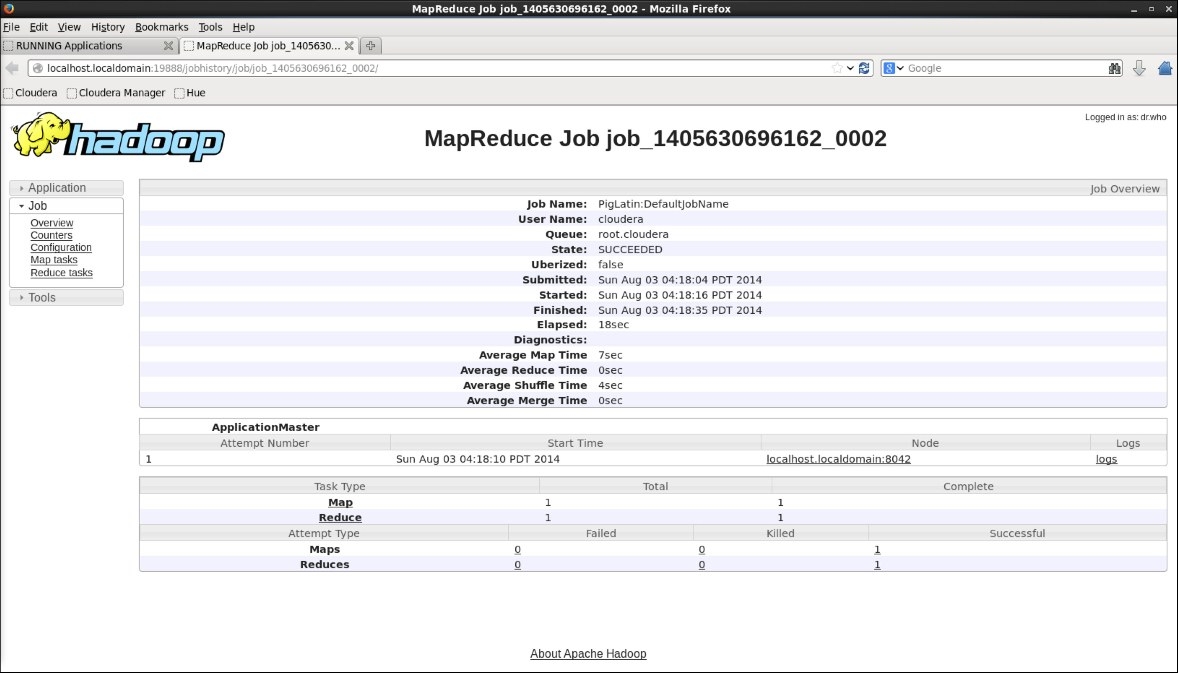 MapReduce Job job_1405630696162_0002 - Mozilla Firefox
File Edit View History Bookmarks Tools Help
RUNNING Applications MapReduce Job job_1405630...
localhost.localdomain:19888/jobhistory/job/job_1405630696162_0002/ Google
Cloudera Cloudera Manager Hue
Logged in as: dr.who
hadoop
MapReduce Job job_1405630696162_0002
Application
Job
Overview
Counters
Configuration
Map tasks
Reduce tasks
Tools
Job Overview
Job Name: PigLatin:DefaultJobName
User Name: cloudera
Queue: root.cloudera
State: SUCCEEDED
Uberized: false
Submitted: Sun Aug 03 04:18:04 PDT 2014
Started: Sun Aug 03 04:18:16 PDT 2014
Finished: Sun Aug 03 04:18:35 PDT 2014
Elapsed: 18sec
Diagnostics:
Average Map Time 7sec
Average Reduce Time 0sec
Average Shuffle Time 4sec
Average Merge Time 0sec
ApplicationMaster
Attempt Number Start Time Node Logs
1 Sun Aug 03 04:18:10 PDT 2014 localhost.localdomain:8042 logs
Task Type Total Complete
Map 1 1
Reduce 1 1
Attempt Type Failed Killed Successful
Maps 0 0 1
Reduces 0 0 1
About Apache Hadoop